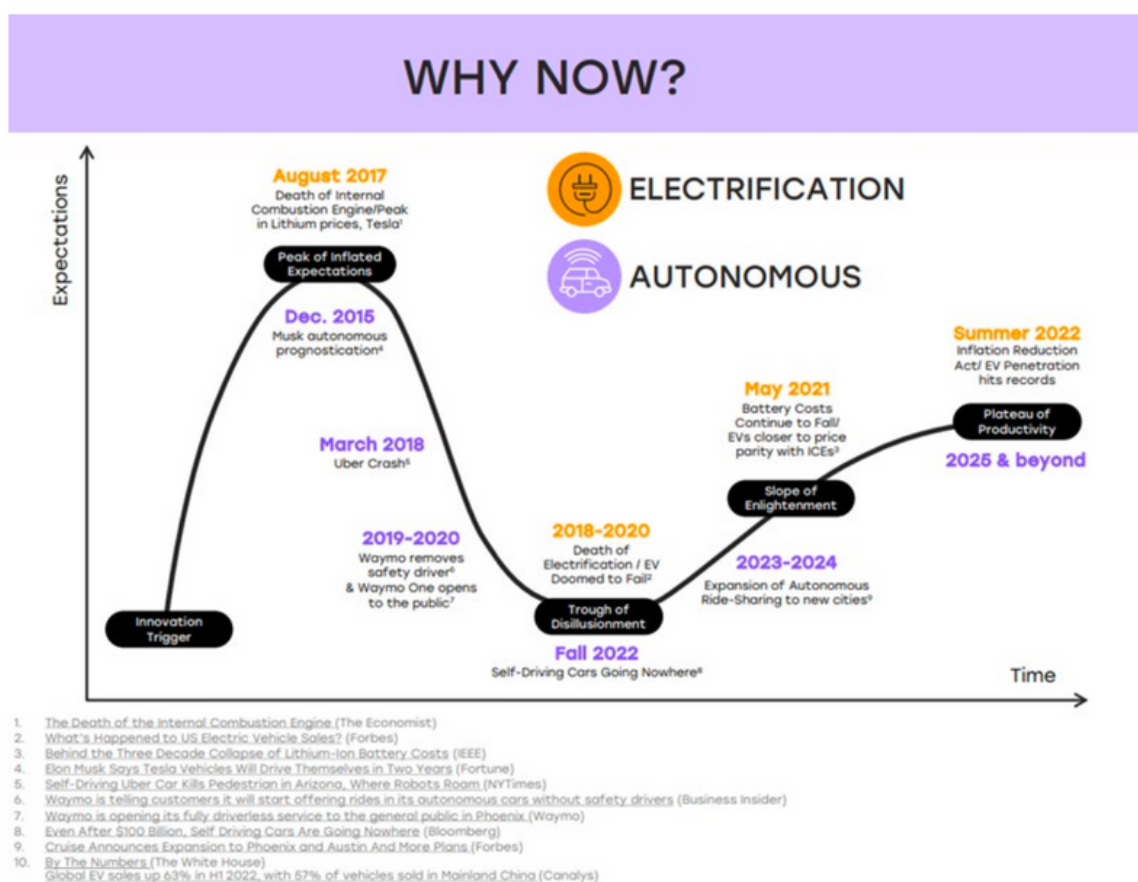 WHY NOW?
Expectations
August 2017
Death of Internal
Combustion Engine/Peak
in Lithium prices, Tesla¹
Peak of Inflated
Expectations
Dec. 2015
Musk autonomous
prognostication⁴
ELECTRIFICATION
AUTONOMOUS
March 2018
Uber Crash⁵
2019-2020
Waymo removes
safety driver⁶
& Waymo One opens
to the public⁷
Innovation
Trigger
2018-2020
Death of
Electrification / EV
Doomed to Fail²
Trough of
Disillusionment
Fall 2022
Self-Driving Cars Going Nowhere⁸
May 2021
Battery Costs
Continue to Fall/
EVs closer to price
parity with ICEs³
Slope of
Enlightenment
2023-2024
Expansion of Autonomous
Ride-Sharing to new cities⁹
Summer 2022
Inflation Reduction
Act/ EV Penetration
hits records
Plateau of
Productivity
2025 & beyond
Time
1. The Death of the Internal Combustion Engine (The Economist)
2. What's Happened to US Electric Vehicle Sales? (Forbes)
3. Behind the Three Decade Collapse of Lithium-Ion Battery Costs (IEEE)
4. Elon Musk Says Tesla Vehicles Will Drive Themselves in Two Years (Fortune)
5. Self-Driving Uber Car Kills Pedestrian in Arizona, Where Robots Roam (NYTimes)
6. Waymo is telling customers it will start offering rides in its autonomous cars without safety drivers (Business Insider)
7. Waymo is opening its fully driverless service to the general public in Phoenix (Waymo)
8. Even After $100 Billion, Self Driving Cars Are Going Nowhere (Bloomberg)
9. Cruise Announces Expansion to Phoenix and Austin And More Plans (Forbes)
10. By The Numbers (The White House)
Global EV sales up 63% in H1 2022, with 57% of vehicles sold in Mainland China (Canalys)